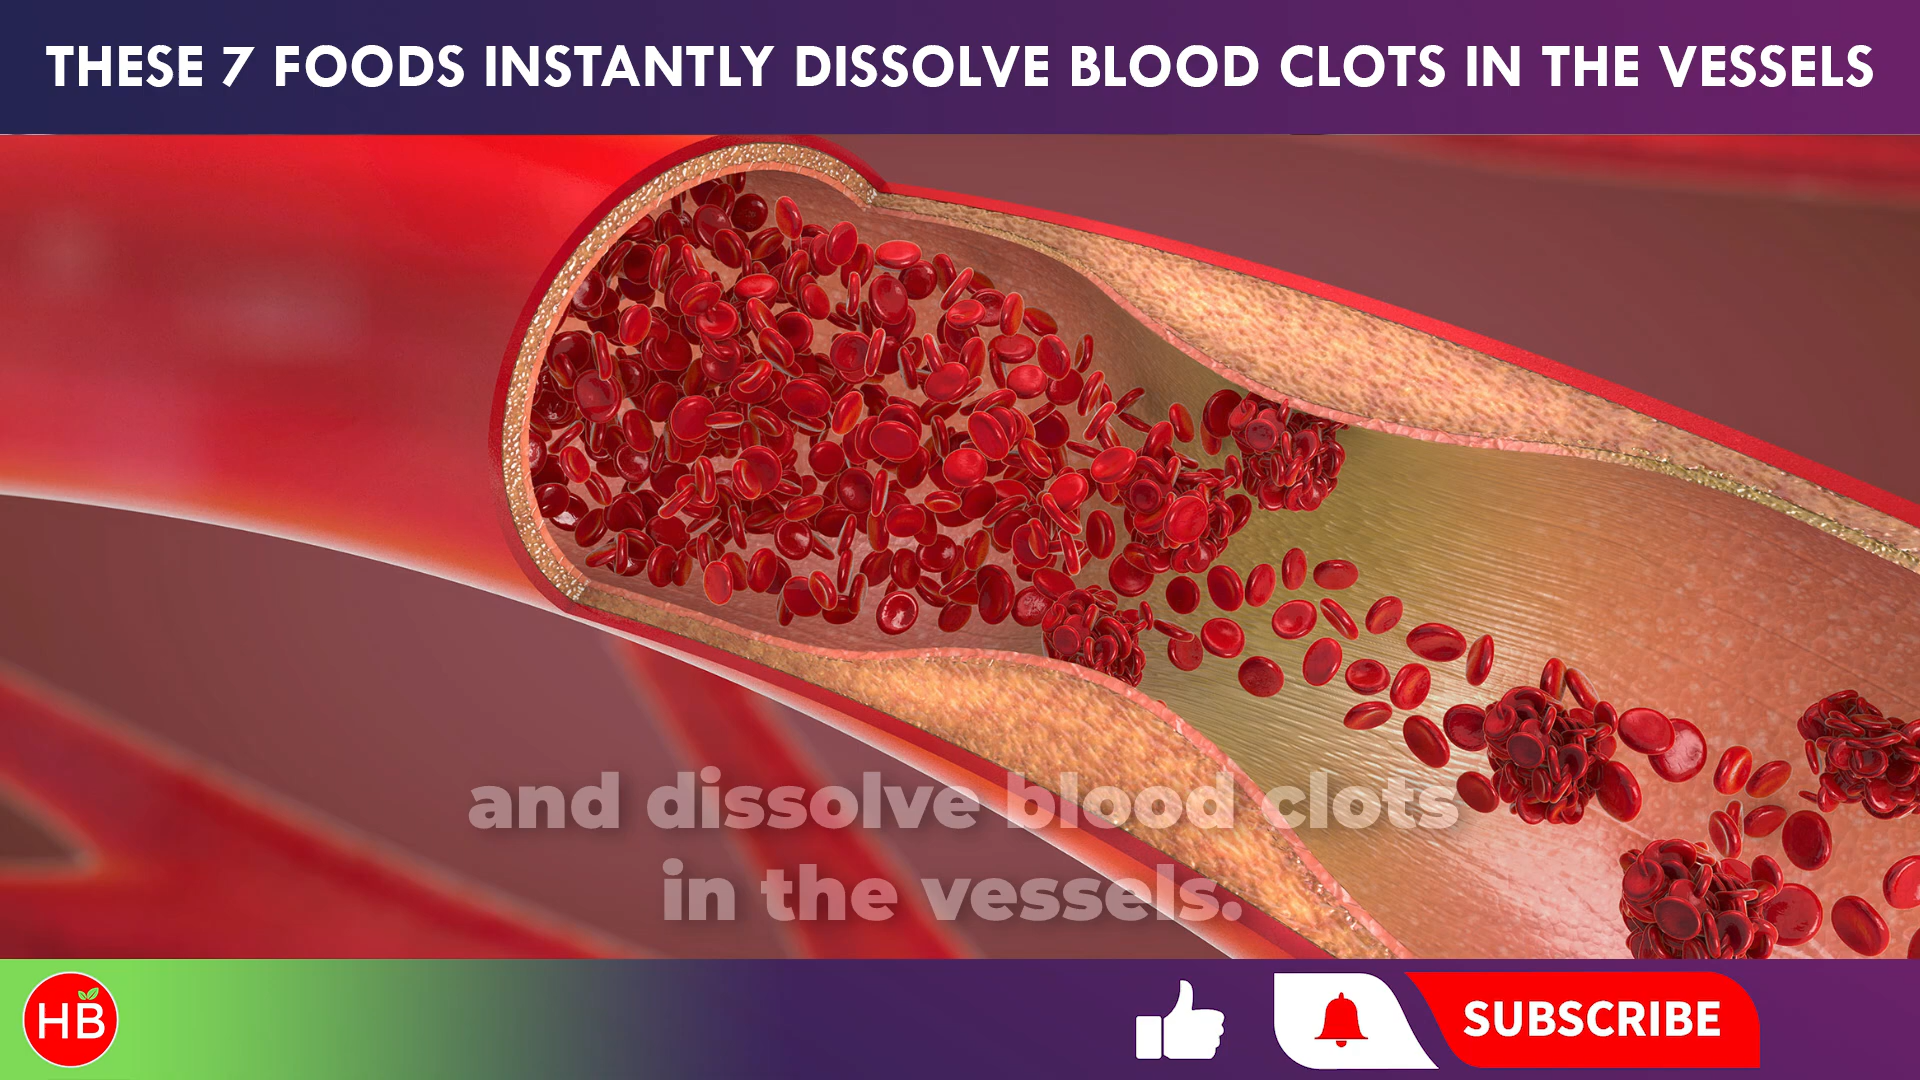 THESE 7 FOODS INSTANTLY DISSOLVE BLOOD CLOTS IN THE VESSELS
and dissolve blood clots
in the vessels.
HB
SUBSCRIBE